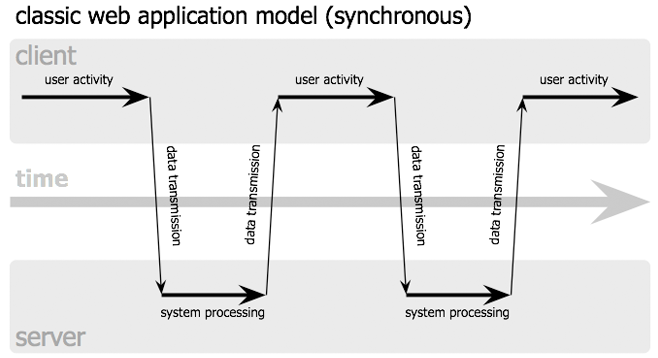 classic web application model (synchronous)
client
user activity
user activity
user activity
data transmission
data transmission
data transmission
data transmission
time
system processing
system processing
server